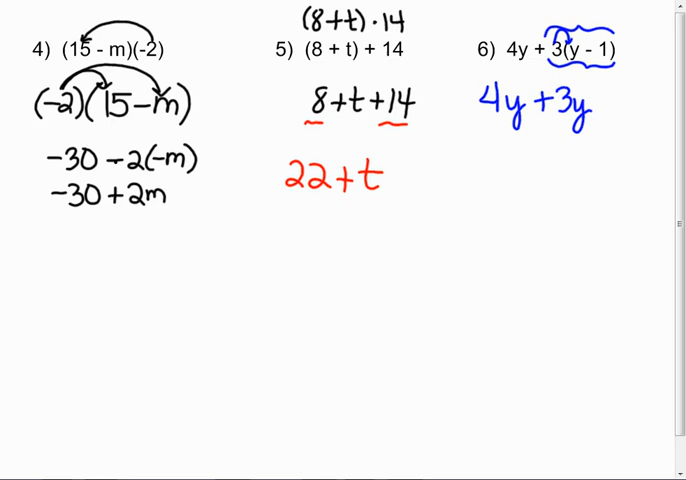 4) (15 - m)(-2)
(-2)(15-m)
-30 -2(-m)
-30+2m
(8+t)·14
5) (8 + t) + 14
8+t+14
22+t
6) 4y + 3(y - 1)
4y+3y